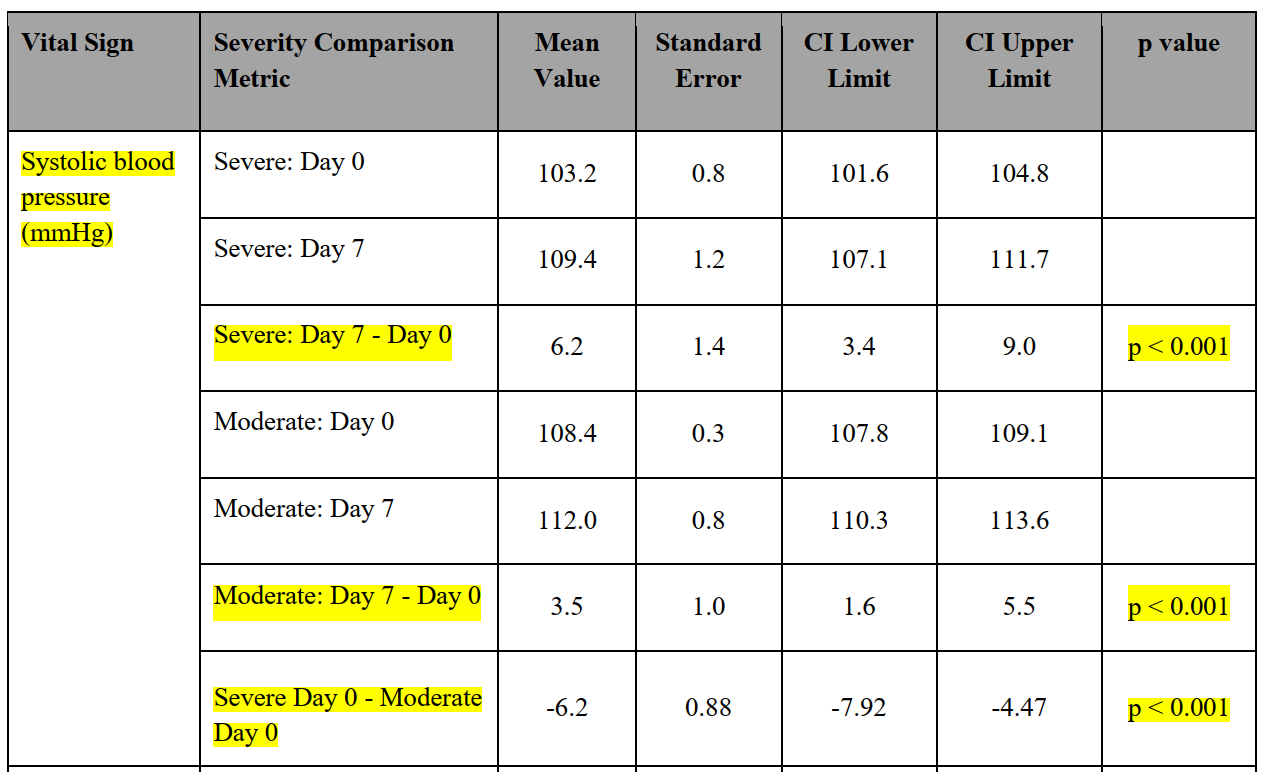 Vital Sign Severity Comparison Metric Mean Value Standard Error CI Lower Limit CI Upper Limit p value
Systolic blood pressure (mmHg)
Severe: Day 0 103.2 0.8 101.6 104.8
Severe: Day 7 109.4 1.2 107.1 111.7
Severe: Day 7 - Day 0 6.2 1.4 3.4 9.0 p < 0.001
Moderate: Day 0 108.4 0.3 107.8 109.1
Moderate: Day 7 112.0 0.8 110.3 113.6
Moderate: Day 7 - Day 0 3.5 1.0 1.6 5.5 p < 0.001
Severe Day 0 - Moderate Day 0 -6.2 0.88 -7.92 -4.47 p < 0.001